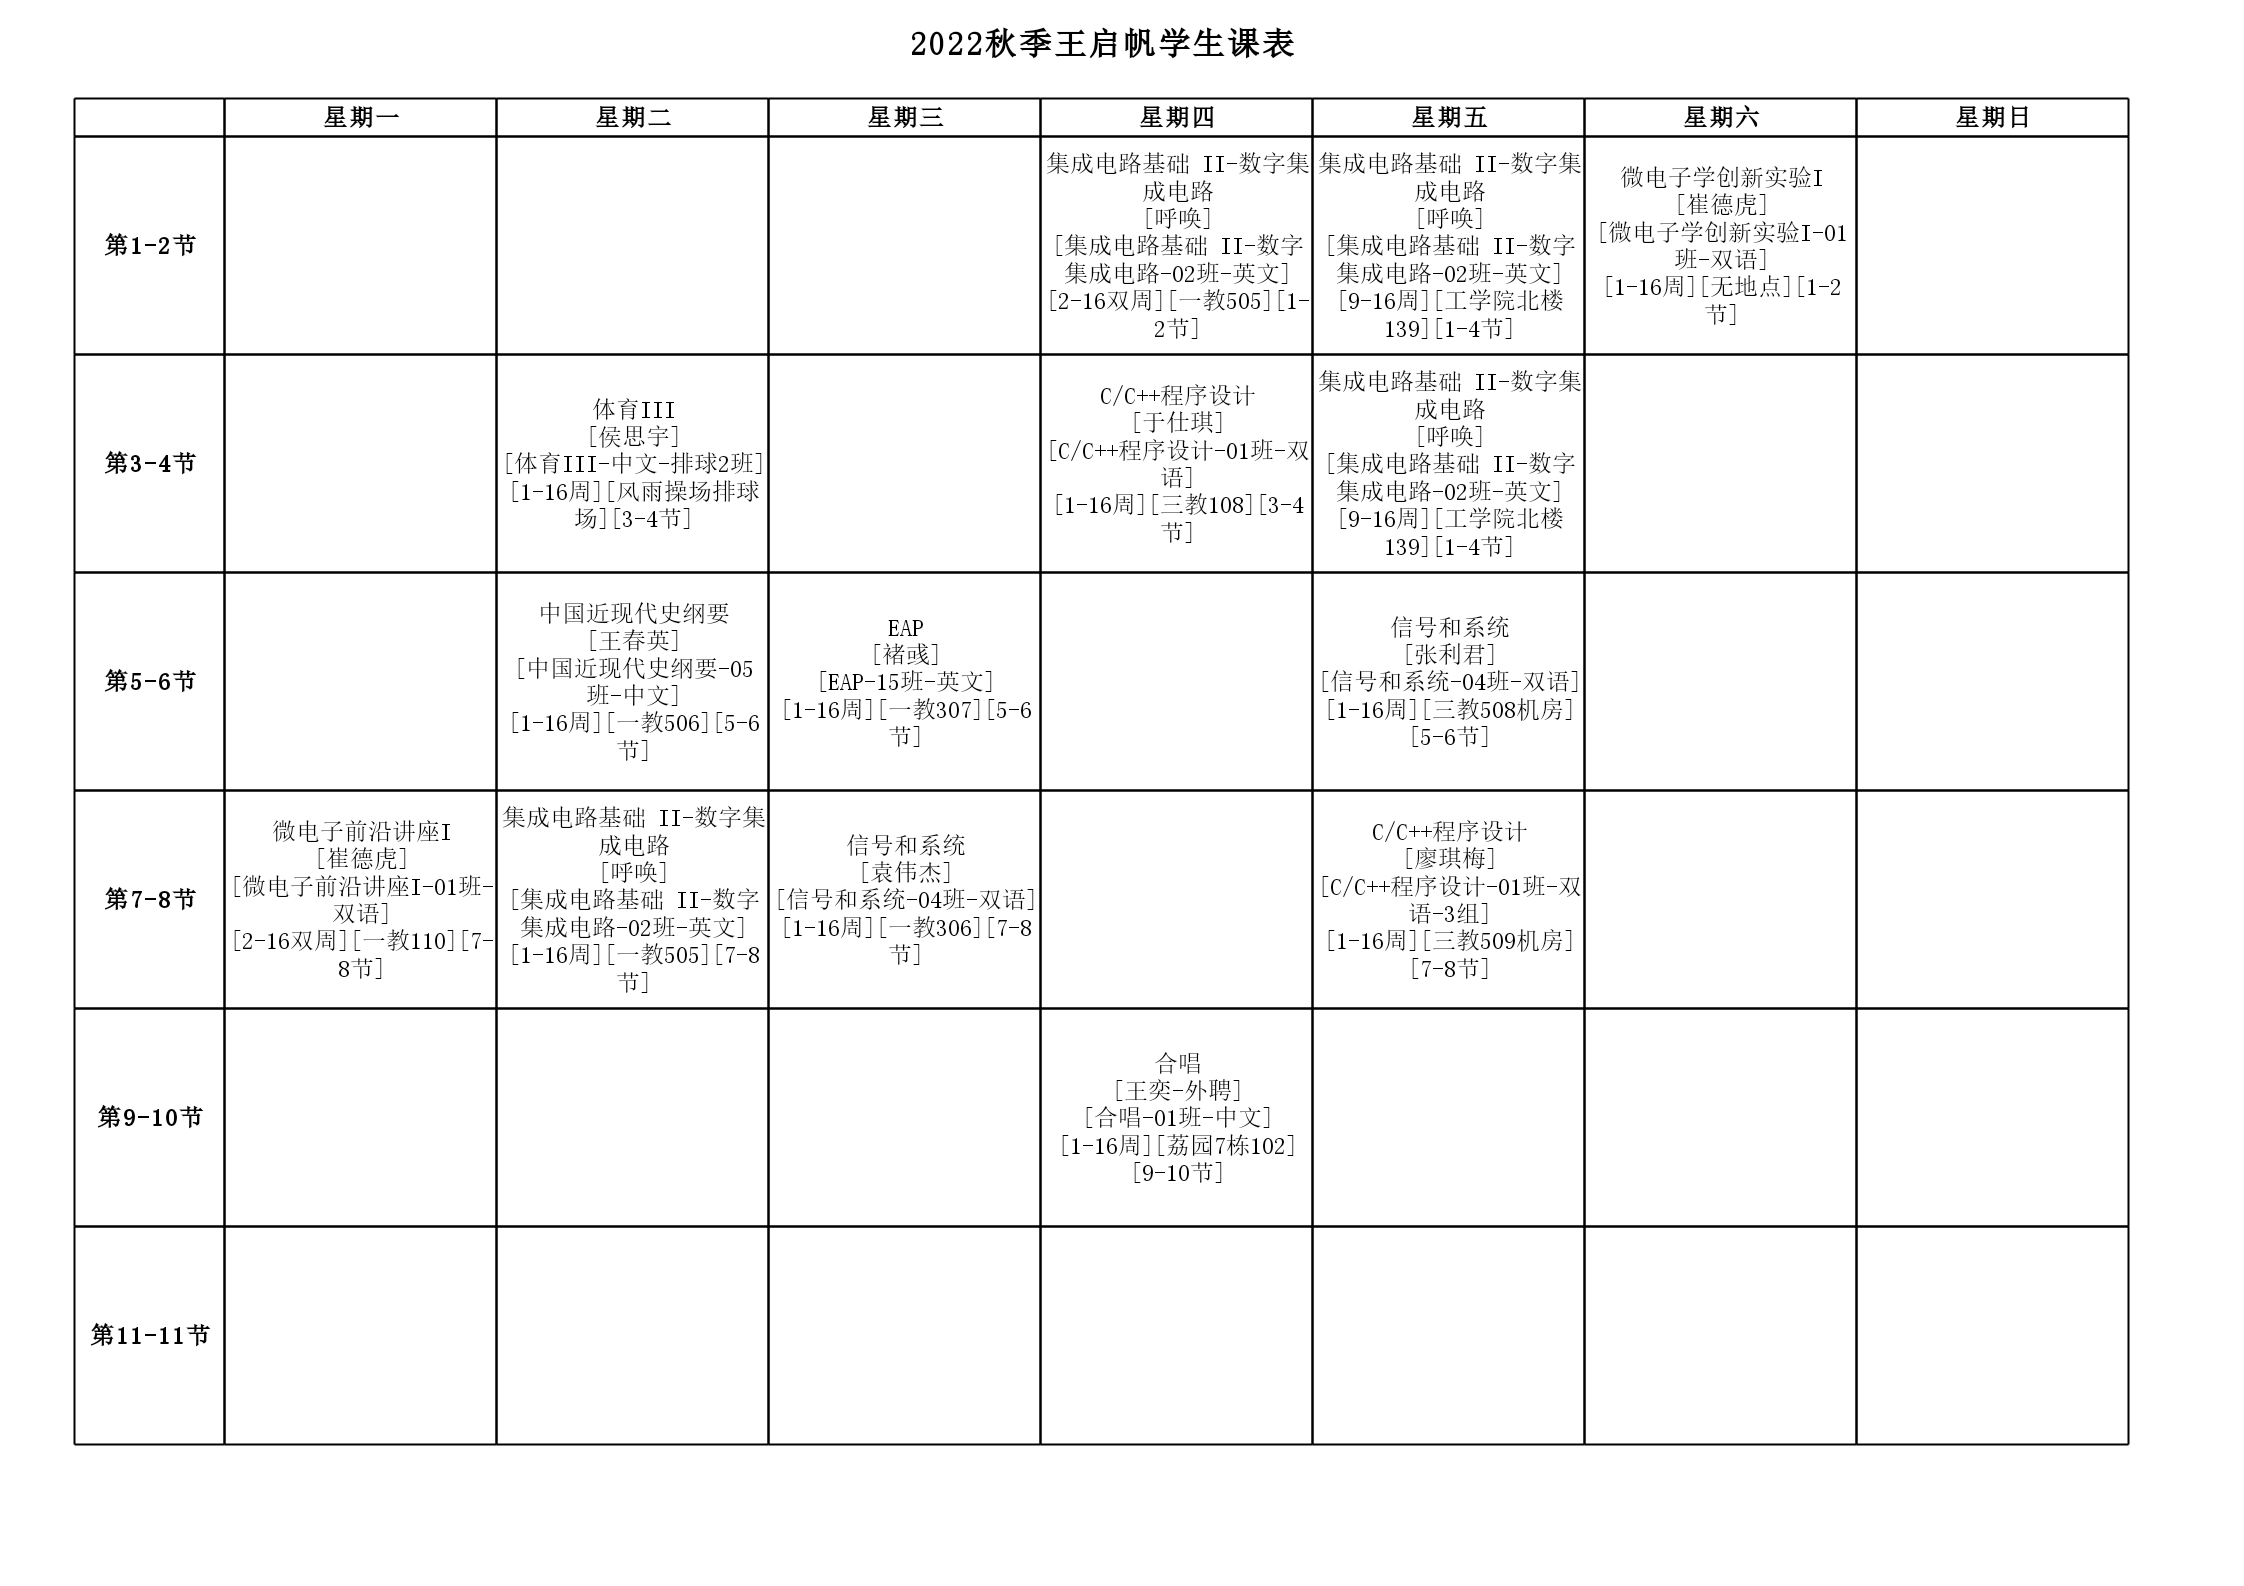 2022秋季王启帆学生课表
星期一
星期二
星期三
星期四
星期五
星期六
星期日
第1-2节
集成电路基础 II-数字集
成电路
[呼唤]
[集成电路基础 II-数字
集成电路-02班-英文]
[2-16双周][一教505][1-
2节]
集成电路基础 II-数字集
成电路
[呼唤]
[集成电路基础 II-数字
集成电路-02班-英文]
[9-16周][工学院北楼
139][1-4节]
微电子学创新实验I
[崔德虎]
[微电子学创新实验I-01
班-双语]
[1-16周][无地点][1-2
节]
第3-4节
体育III
[侯思宇]
[体育III-中文-排球2班]
[1-16周][风雨操场排球
场][3-4节]
C/C++程序设计
[于仕琪]
[C/C++程序设计-01班-双
语]
[1-16周][三教108][3-4
节]
集成电路基础 II-数字集
成电路
[呼唤]
[集成电路基础 II-数字
集成电路-02班-英文]
[9-16周][工学院北楼
139][1-4节]
第5-6节
中国近现代史纲要
[王春英]
[中国近现代史纲要-05
班-中文]
[1-16周][一教506][5-6
节]
EAP
[褚彧]
[EAP-15班-英文]
[1-16周][一教307][5-6
节]
信号和系统
[张利君]
[信号和系统-04班-双语]
[1-16周][三教508机房]
[5-6节]
第7-8节
微电子前沿讲座I
[崔德虎]
[微电子前沿讲座I-01班-
双语]
[2-16双周][一教110][7-
8节]
集成电路基础 II-数字集
成电路
[呼唤]
[集成电路基础 II-数字
集成电路-02班-英文]
[1-16周][一教505][7-8
节]
信号和系统
[袁伟杰]
[信号和系统-04班-双语]
[1-16周][一教306][7-8
节]
C/C++程序设计
[廖琪梅]
[C/C++程序设计-01班-双
语-3组]
[1-16周][三教509机房]
[7-8节]
第9-10节
合唱
[王奕-外聘]
[合唱-01班-中文]
[1-16周][荔园7栋102]
[9-10节]
第11-11节